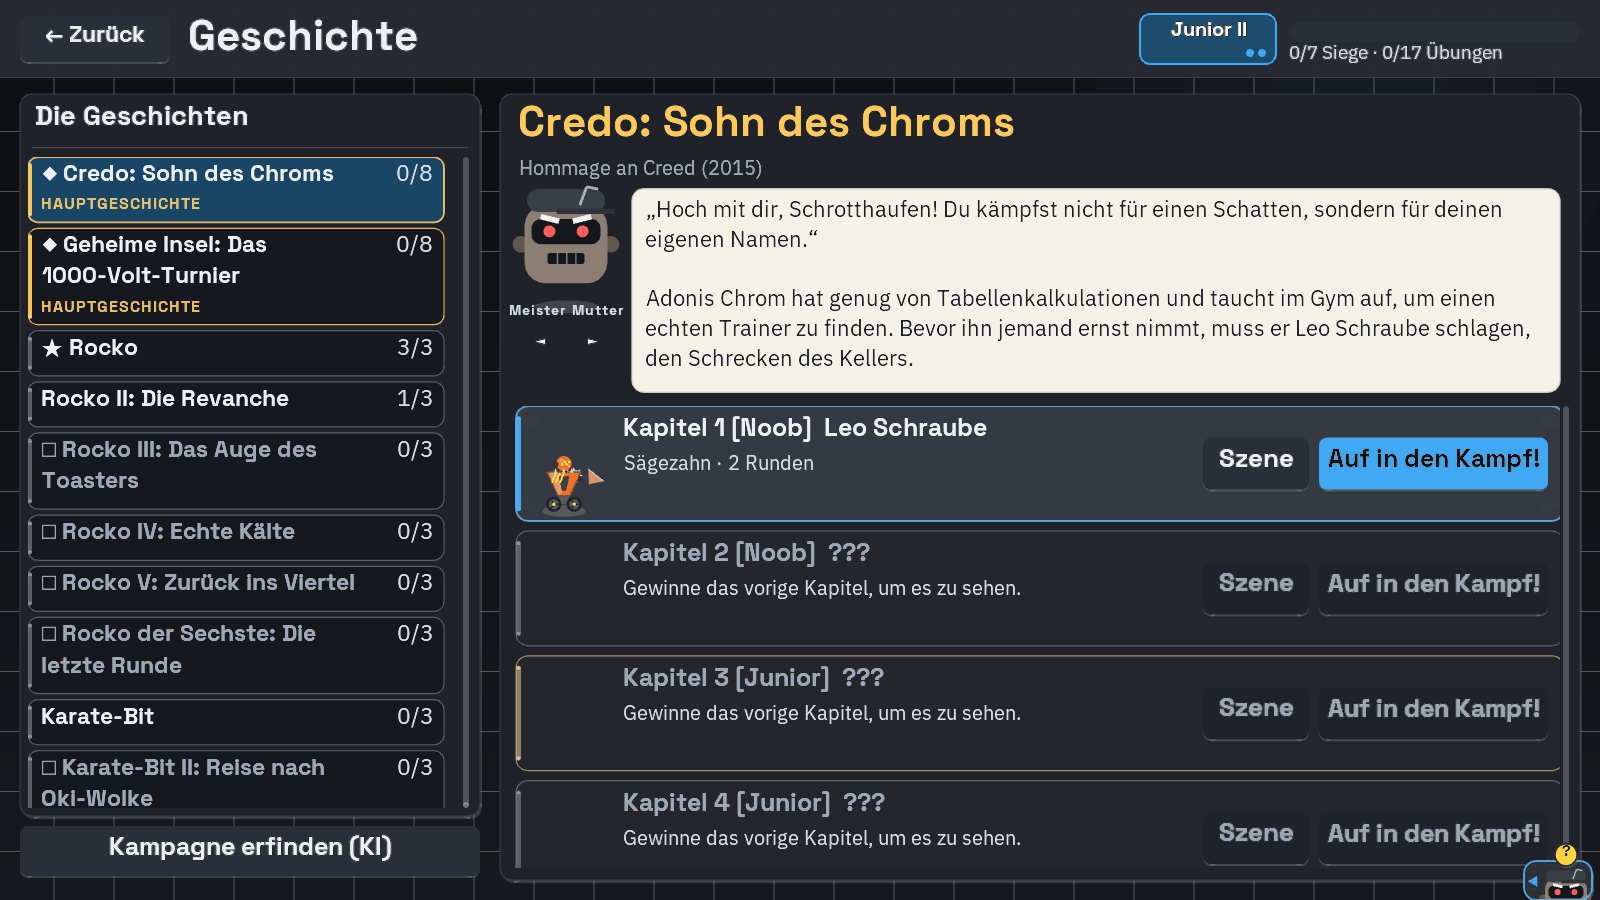 ← Zurück
Geschichte
Junior II
0/7 Siege · 0/17 Übungen
Die Geschichten
◆ Credo: Sohn des Chroms 0/8
HAUPTGESCHICHTE
◆ Geheime Insel: Das 0/8
1000-Volt-Turnier
HAUPTGESCHICHTE
★ Rocko 3/3
Rocko II: Die Revanche 1/3
□ Rocko III: Das Auge des 0/3
Toasters
□ Rocko IV: Echte Kälte 0/3
□ Rocko V: Zurück ins Viertel 0/3
□ Rocko der Sechste: Die 0/3
letzte Runde
Karate-Bit 0/3
□ Karate-Bit II: Reise nach 0/3
Oki-Wolke
Kampagne erfinden (KI)
Credo: Sohn des Chroms
Hommage an Creed (2015)
Meister Mutter
◄ ►
„Hoch mit dir, Schrotthaufen! Du kämpfst nicht für einen Schatten, sondern für deinen
eigenen Namen.“
Adonis Chrom hat genug von Tabellenkalkulationen und taucht im Gym auf, um einen
echten Trainer zu finden. Bevor ihn jemand ernst nimmt, muss er Leo Schraube schlagen,
den Schrecken des Kellers.
Kapitel 1 [Noob] Leo Schraube
Sägezahn · 2 Runden
Szene
Auf in den Kampf!
Kapitel 2 [Noob] ???
Gewinne das vorige Kapitel, um es zu sehen.
Szene
Auf in den Kampf!
Kapitel 3 [Junior] ???
Gewinne das vorige Kapitel, um es zu sehen.
Szene
Auf in den Kampf!
Kapitel 4 [Junior] ???
Gewinne das vorige Kapitel, um es zu sehen.
Szene
Auf in den Kampf!
?